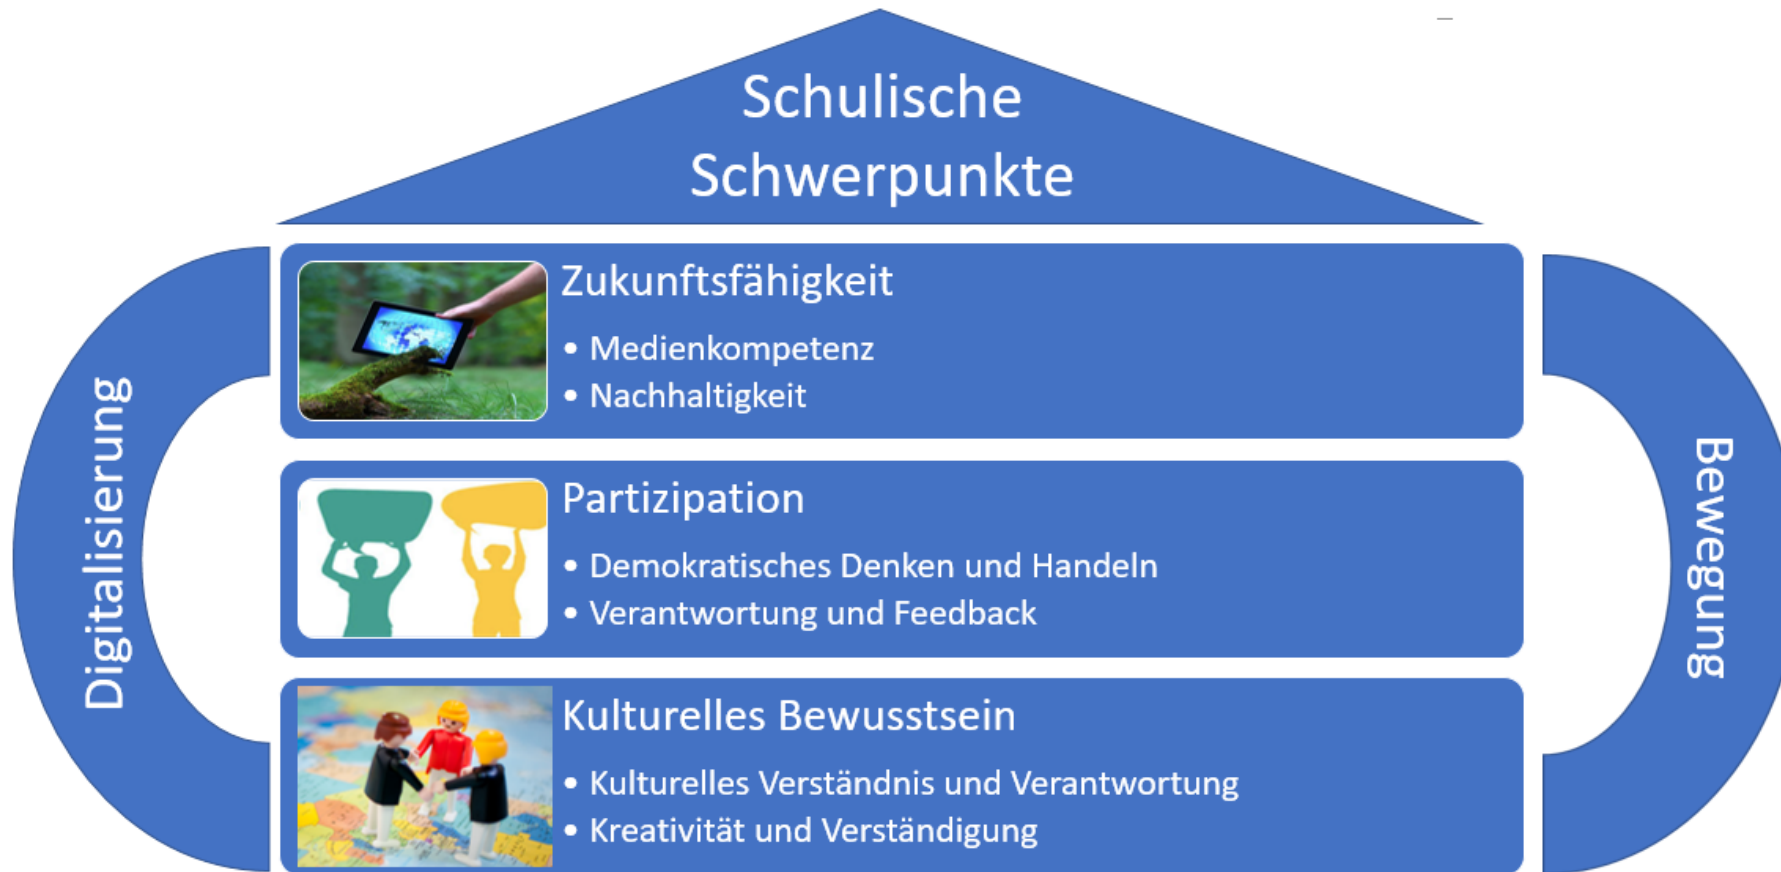 Schulische
Schwerpunkte
Digitalisierung
Zukunftsfähigkeit
• Medienkompetenz
• Nachhaltigkeit
Partizipation
• Demokratisches Denken und Handeln
• Verantwortung und Feedback
Kulturelles Bewusstsein
• Kulturelles Verständnis und Verantwortung
• Kreativität und Verständigung
Bewegung